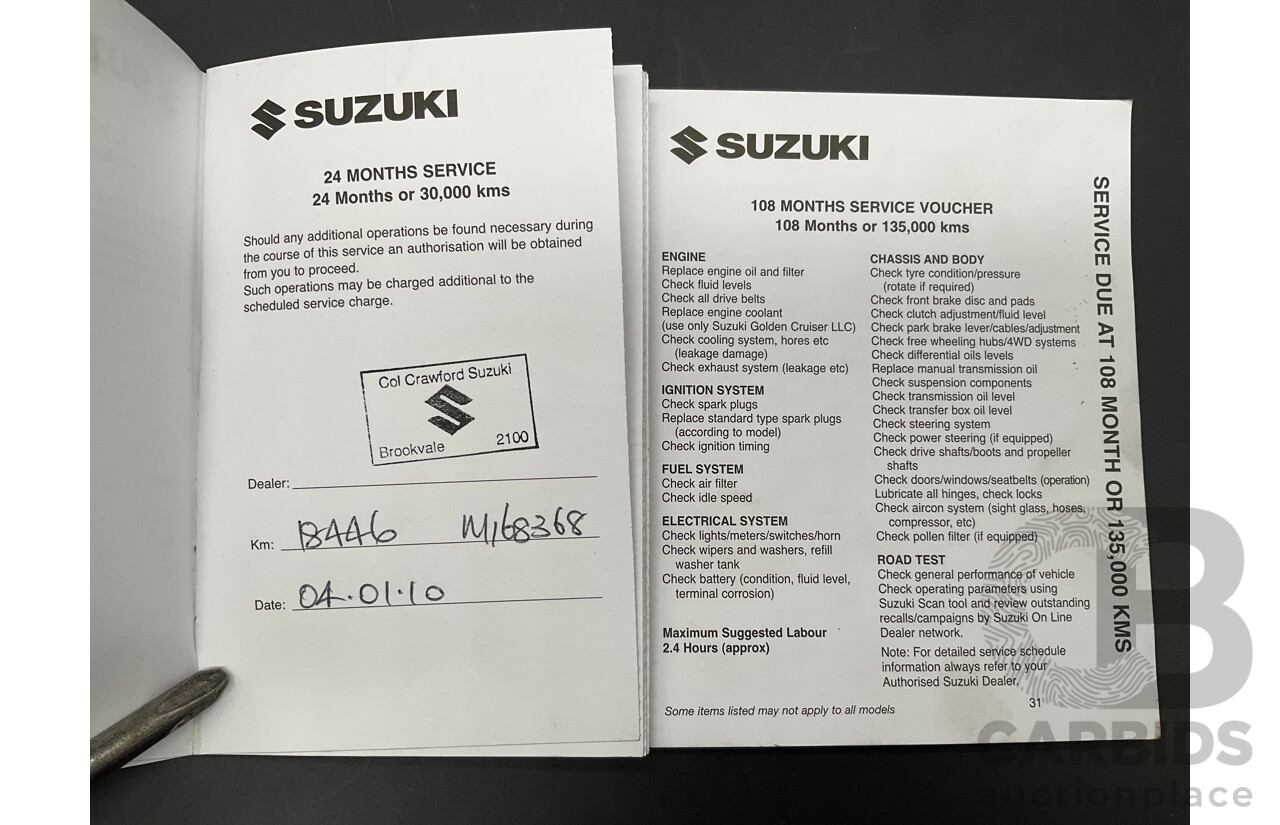 SUZUKI
24 MONTHS SERVICE
24 Months or 30,000 kms
Should any additional operations be found necessary during
the course of this service an authorisation will be obtained
from you to proceed.
Such operations may be charged additional to the
scheduled service charge.
Col Crawford Suzuki
Brookvale 2100
Dealer:
Km: 18446 M168368
Date: 04.01.10
SUZUKI
108 MONTHS SERVICE VOUCHER
108 Months or 135,000 kms
ENGINE
Replace engine oil and filter
Check fluid levels
Check all drive belts
Replace engine coolant
(use only Suzuki Golden Cruiser LLC)
Check cooling system, hores etc
(leakage damage)
Check exhaust system (leakage etc)
IGNITION SYSTEM
Check spark plugs
Replace standard type spark plugs
(according to model)
Check ignition timing
FUEL SYSTEM
Check air filter
Check idle speed
ELECTRICAL SYSTEM
Check lights/meters/switches/horn
Check wipers and washers, refill
washer tank
Check battery (condition, fluid level,
terminal corrosion)
Maximum Suggested Labour
2.4 Hours (approx)
Some items listed may not apply to all models
CHASSIS AND BODY
Check tyre condition/pressure
(rotate if required)
Check front brake disc and pads
Check clutch adjustment/fluid level
Check park brake lever/cables/adjustment
Check free wheeling hubs/4WD systems
Check differential oils levels
Replace manual transmission oil
Check suspension components
Check transmission oil level
Check transfer box oil level
Check steering system
Check power steering (if equipped)
Check drive shafts/boots and propeller
shafts
Check doors/windows/seatbelts (operation)
Lubricate all hinges, check locks
Check aircon system (sight glass, hoses,
compressor, etc)
Check pollen filter (if equipped)
ROAD TEST
Check general performance of vehicle
Check operating parameters using
Suzuki Scan tool and review outstanding
recalls/campaigns by Suzuki On Line
Dealer network.
Note: For detailed service schedule
information always refer to your
Authorised Suzuki Dealer.
31
SERVICE DUE AT 108 MONTH OR 135,000 KMS
CARBIDS
auctionplace